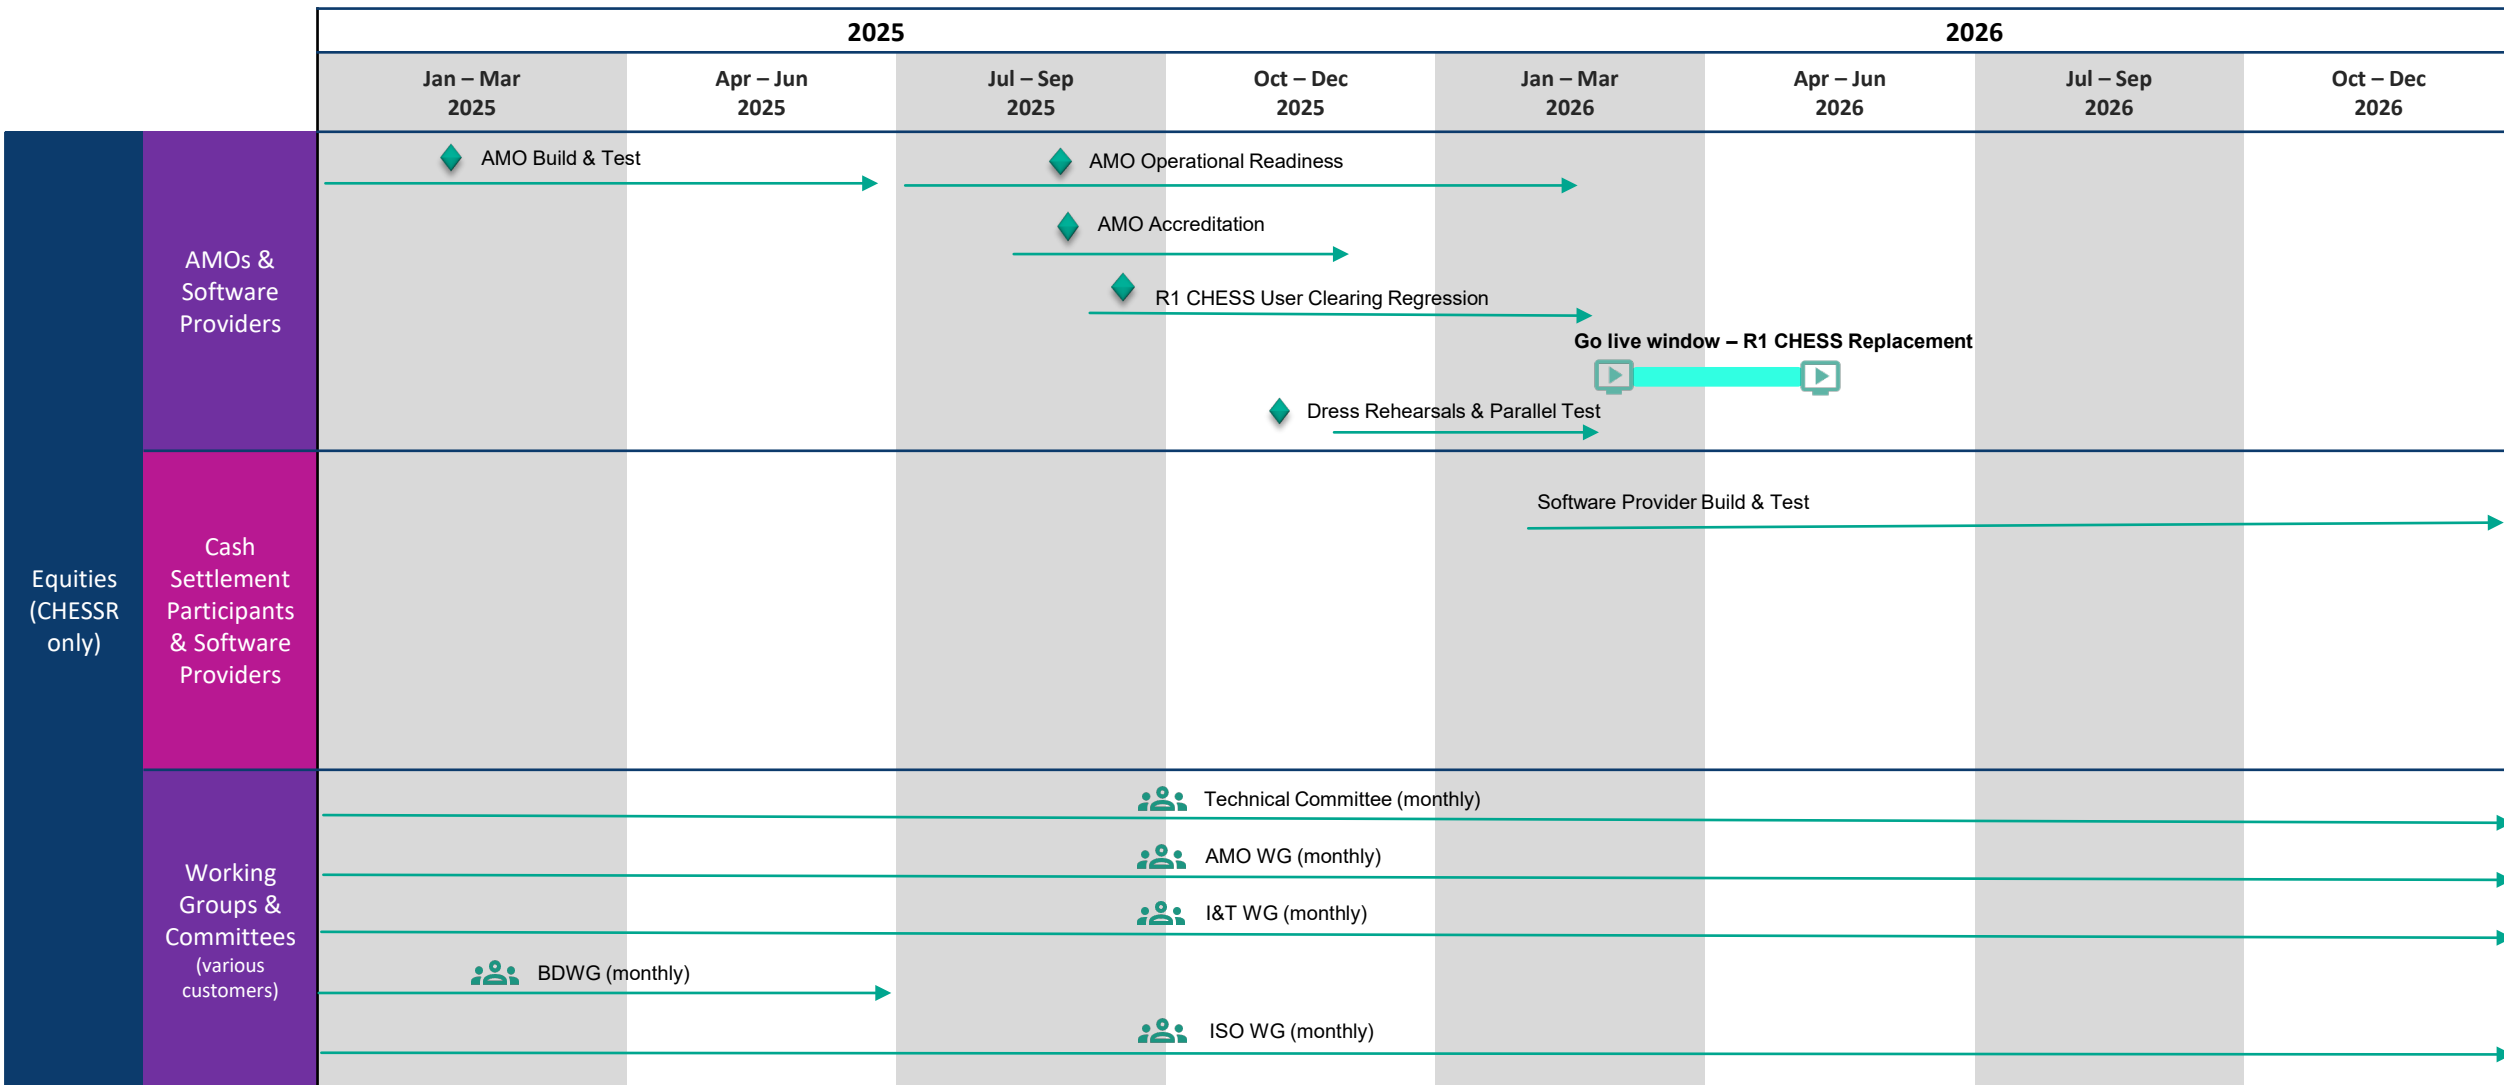 2025
2026
Jan – Mar
2025
Apr – Jun
2025
Jul – Sep
2025
Oct – Dec
2025
Jan – Mar
2026
Apr – Jun
2026
Jul – Sep
2026
Oct – Dec
2026
Equities
(CHESSR
only)
AMOs &
Software
Providers
AMO Build & Test
AMO Operational Readiness
AMO Accreditation
R1 CHESS User Clearing Regression
Go live window – R1 CHESS Replacement
Dress Rehearsals & Parallel Test
Cash
Settlement
Participants
& Software
Providers
Software Provider Build & Test
Working
Groups &
Committees
(various
customers)
Technical Committee (monthly)
AMO WG (monthly)
I&T WG (monthly)
BDWG (monthly)
ISO WG (monthly)